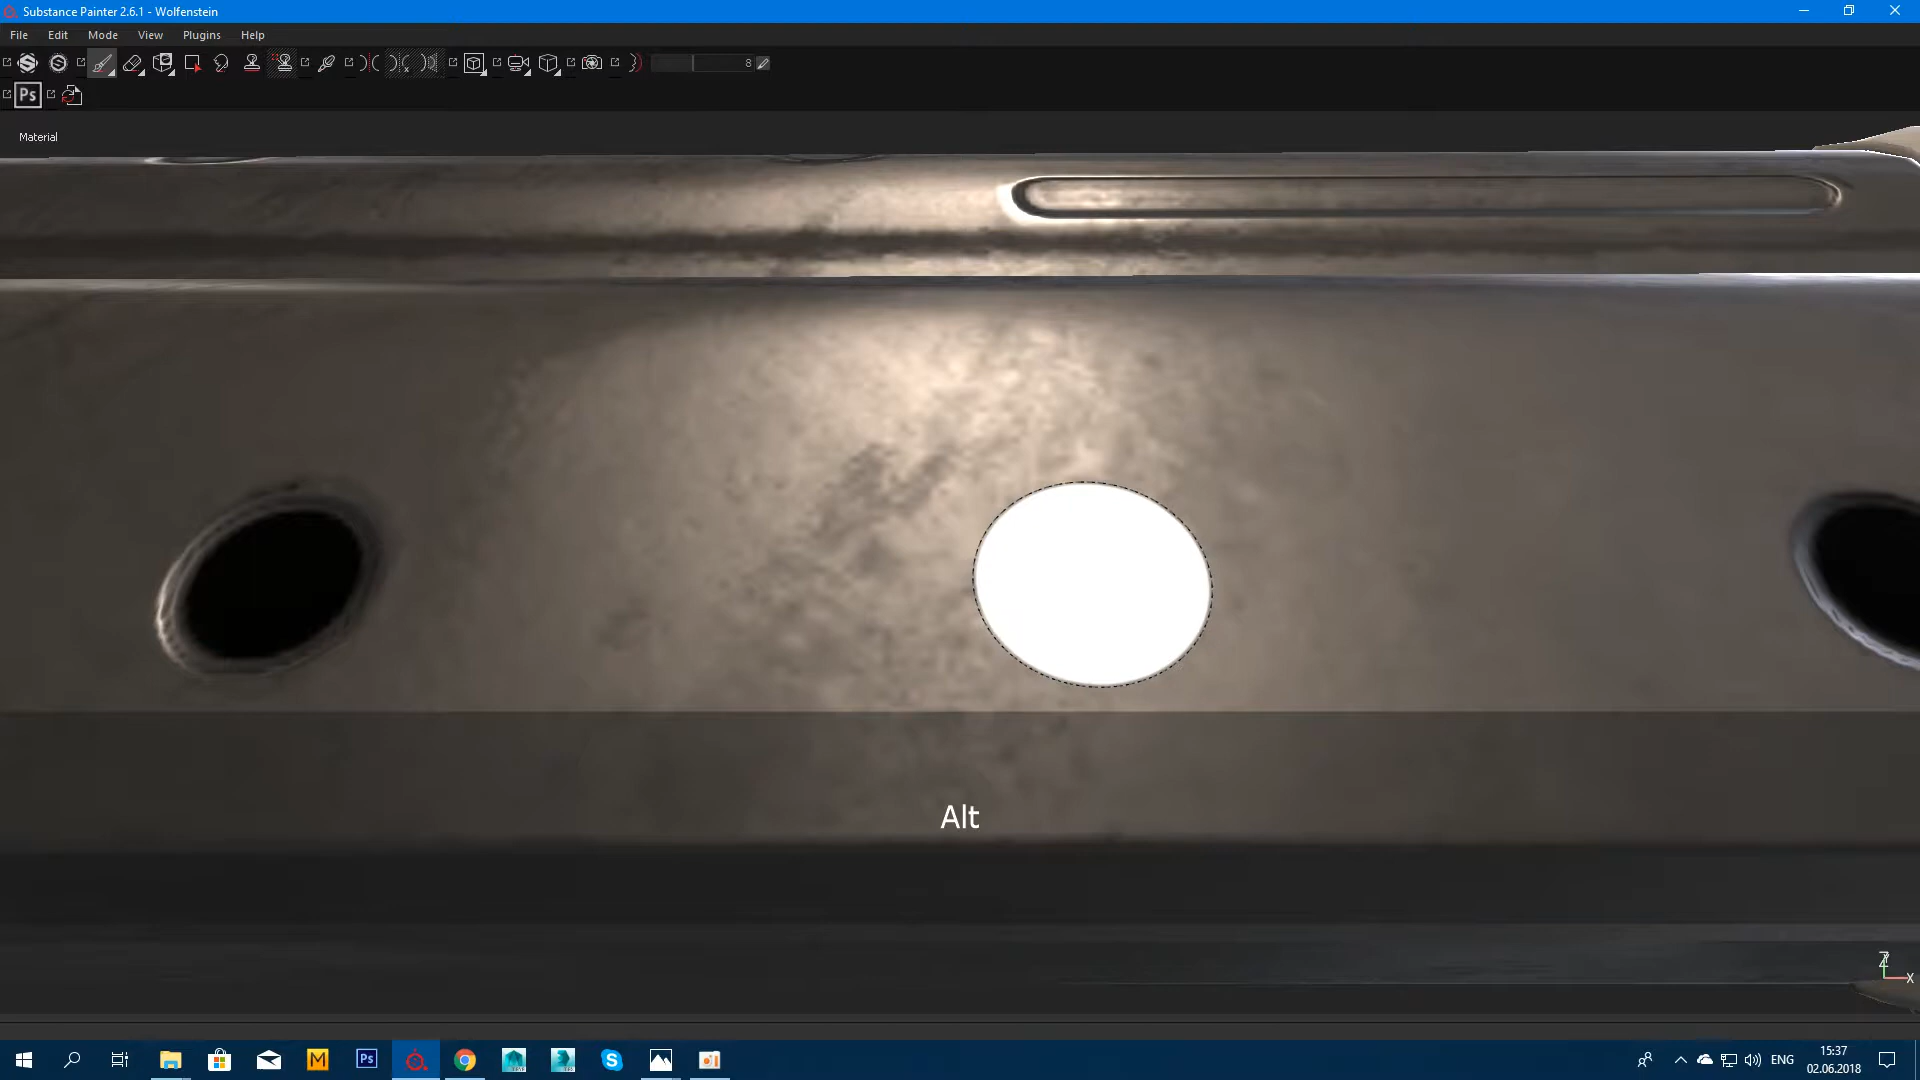 Substance Painter 2.6.1 - Wolfenstein
File Edit Mode View Plugins Help
8
Ps
Material
Alt
Z
X
M
Ps
ENG
15:37
02.06.2018